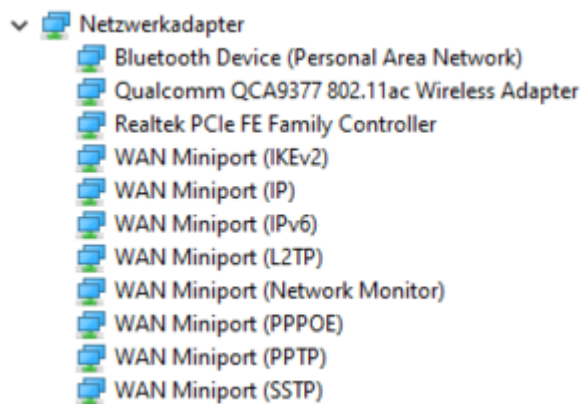 Netzwerkadapter
Bluetooth Device (Personal Area Network)
Qualcomm QCA9377 802.11ac Wireless Adapter
Realtek PCIe FE Family Controller
WAN Miniport (IKEv2)
WAN Miniport (IP)
WAN Miniport (IPv6)
WAN Miniport (L2TP)
WAN Miniport (Network Monitor)
WAN Miniport (PPPOE)
WAN Miniport (PPTP)
WAN Miniport (SSTP)